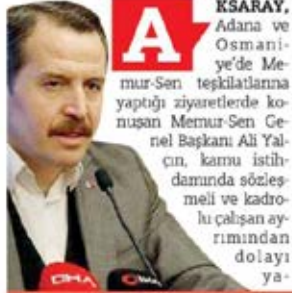 AKSARAY,
Adana ve
Osmani-
ye'de Me-
mur-Sen teşkilatlarına
yaptığı ziyaretlerde ko-
nuşan Memur-Sen Ge-
nel Başkanı Ali Yal-
çın, kamu istih-
damında sözleş-
meli ve kadro-
lu çalışan ay-
rımından
dolayı
ya-
DHA